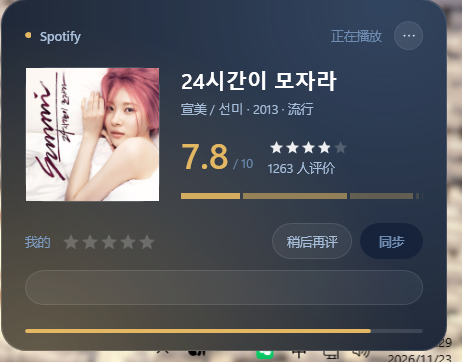 Spotify
正在播放
24시간이 모자라
宣美 / 선미 · 2013 · 流行
7.8 / 10
1263 人评价
我的
稍后再评
同步
2026/11/23